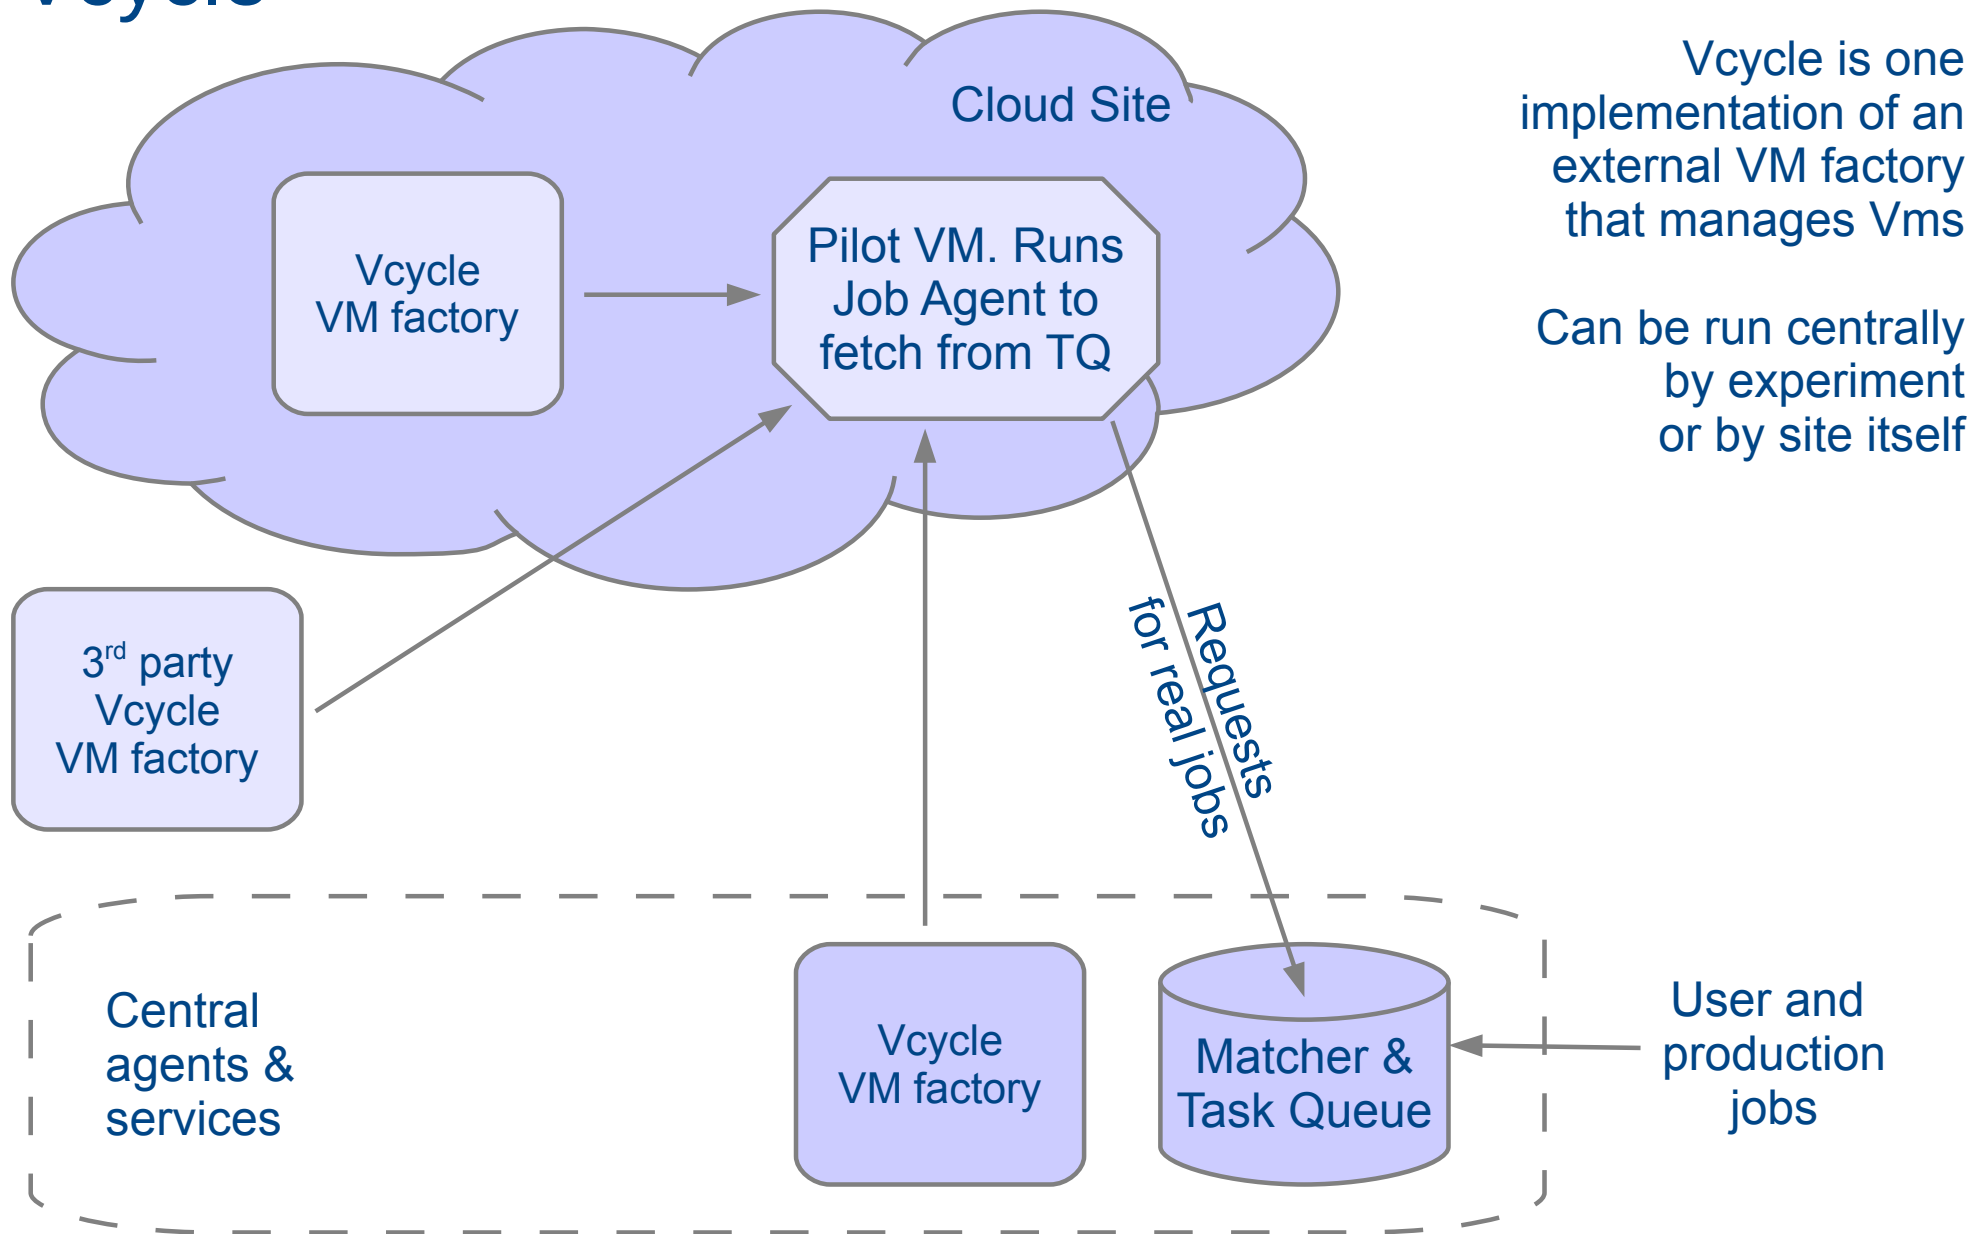 Vcycle
Cloud Site
Vcycle is one
implementation of an
external VM factory
that manages Vms
Can be run centrally
by experiment
or by site itself
Vcycle
VM factory
Pilot VM. Runs
Job Agent to
fetch from TQ
3rd party
Vcycle
VM factory
Requests
for real jobs
Central
agents &
services
Vcycle
VM factory
Matcher &
Task Queue
User and
production
jobs